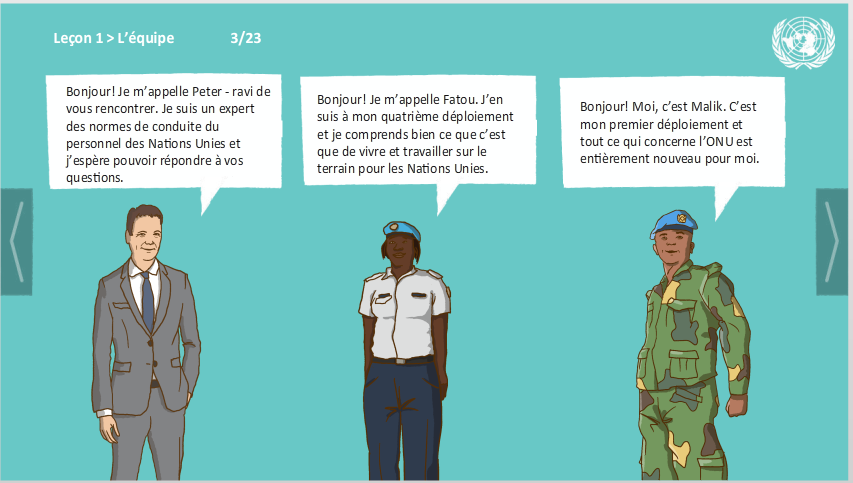 Leçon 1 > L’équipe 3/23
Bonjour! Je m’appelle Peter - ravi de
vous rencontrer. Je suis un expert
des normes de conduite du
personnel des Nations Unies et
j’espère pouvoir répondre à vos
questions.
Bonjour! Je m’appelle Fatou. J’en
suis à mon quatrième déploiement
et je comprends bien ce que c’est
que de vivre et travailler sur le
terrain pour les Nations Unies.
Bonjour! Moi, c’est Malik. C’est
mon premier déploiement et
tout ce qui concerne l’ONU est
entièrement nouveau pour moi.